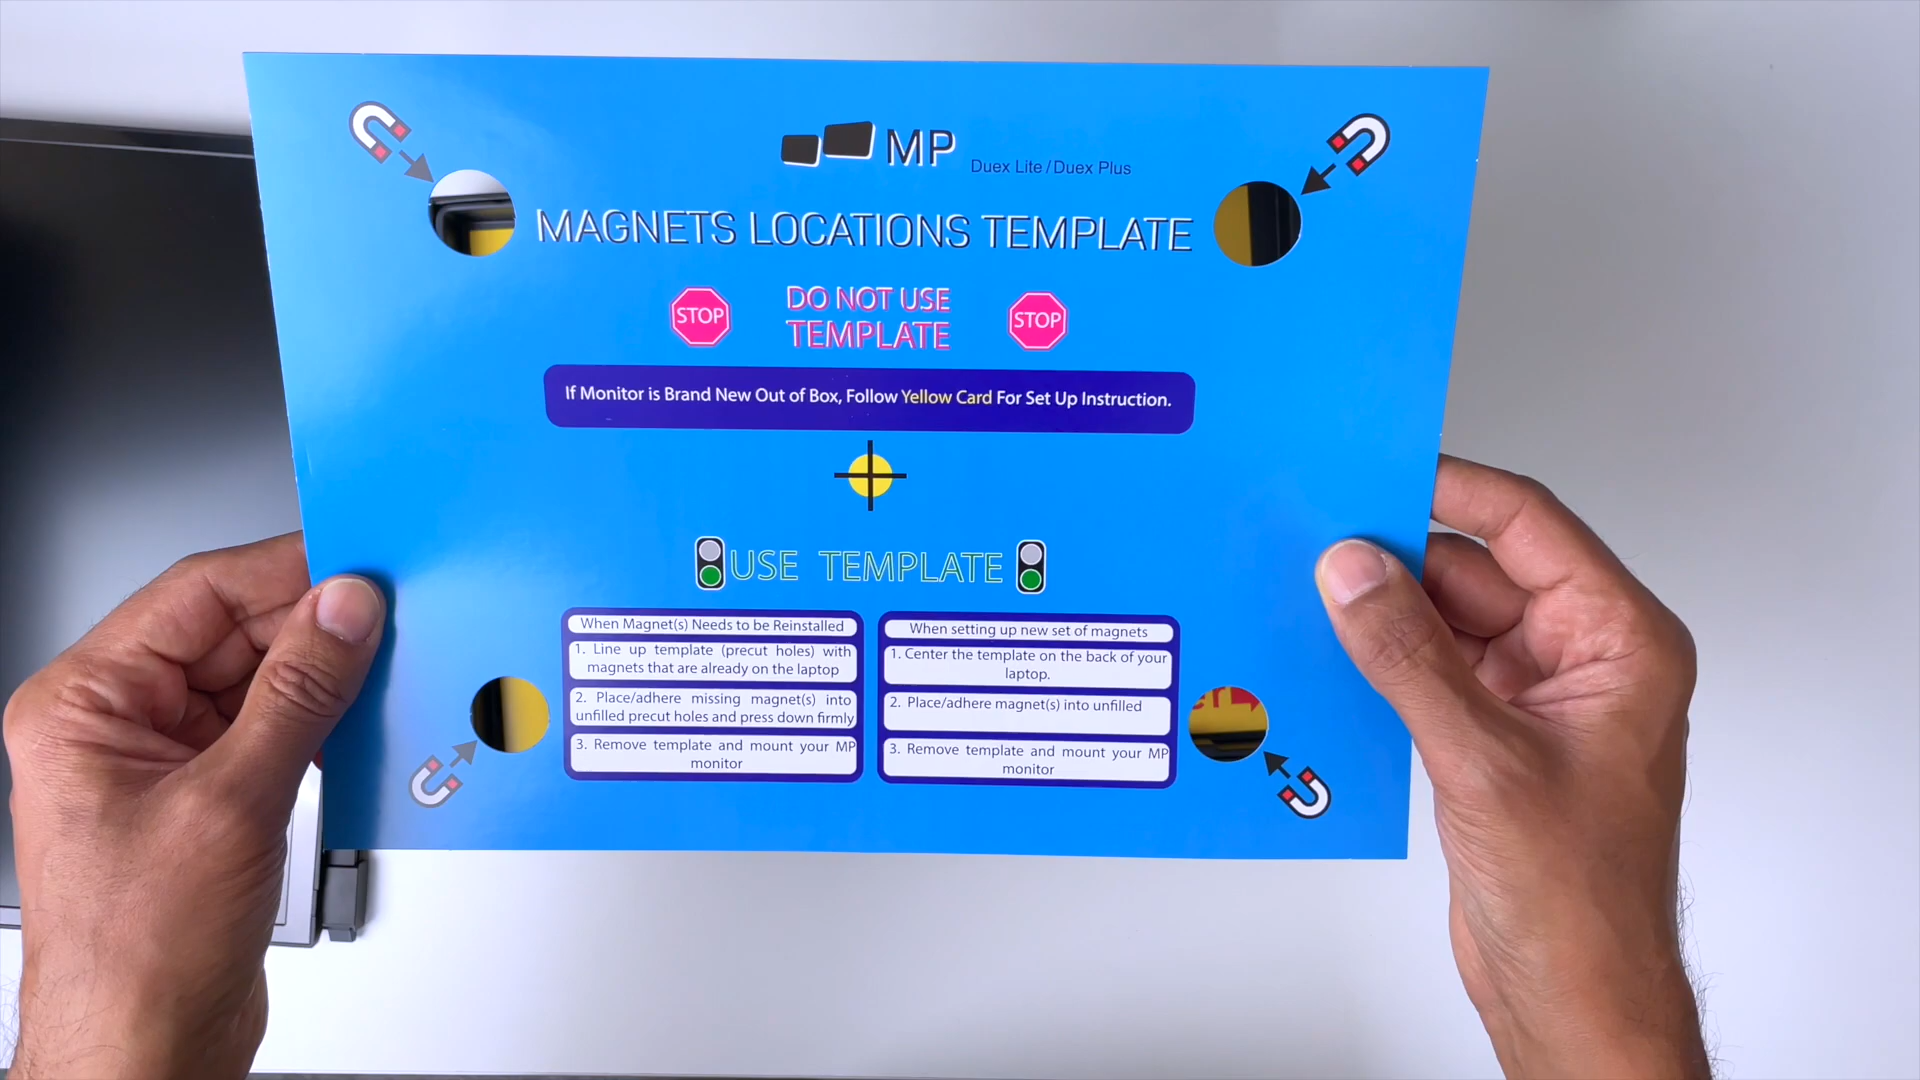 MP
Duex Lite/Duex Plus
MAGNETS LOCATIONS TEMPLATE
STOP
DO NOT USE
TEMPLATE
STOP
If Monitor is Brand New Out of Box, Follow Yellow Card For Set Up Instruction.
USE TEMPLATE
When Magnet(s) Needs to be Reinstalled
1. Line up template (precut holes) with
magnets that are already on the laptop
2. Place/adhere missing magnet(s) into
unfilled precut holes and press down firmly
3. Remove template and mount your MP
monitor
When setting up new set of magnets
1. Center the template on the back of your
laptop.
2. Place/adhere magnet(s) into unfilled
3. Remove template and mount your MP
monitor